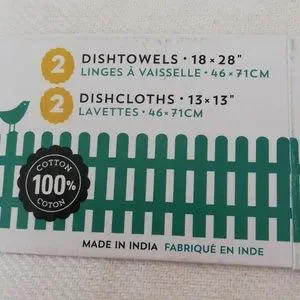 2 DISHTOWELS • 18×28"
LINGES À VAISSELLE • 46×71CM
2 DISHCLOTHS • 13×13"
LAVETTES • 46×71CM
COTTON
100%
COTON
MADE IN INDIA FABRIQUÉ EN INDE